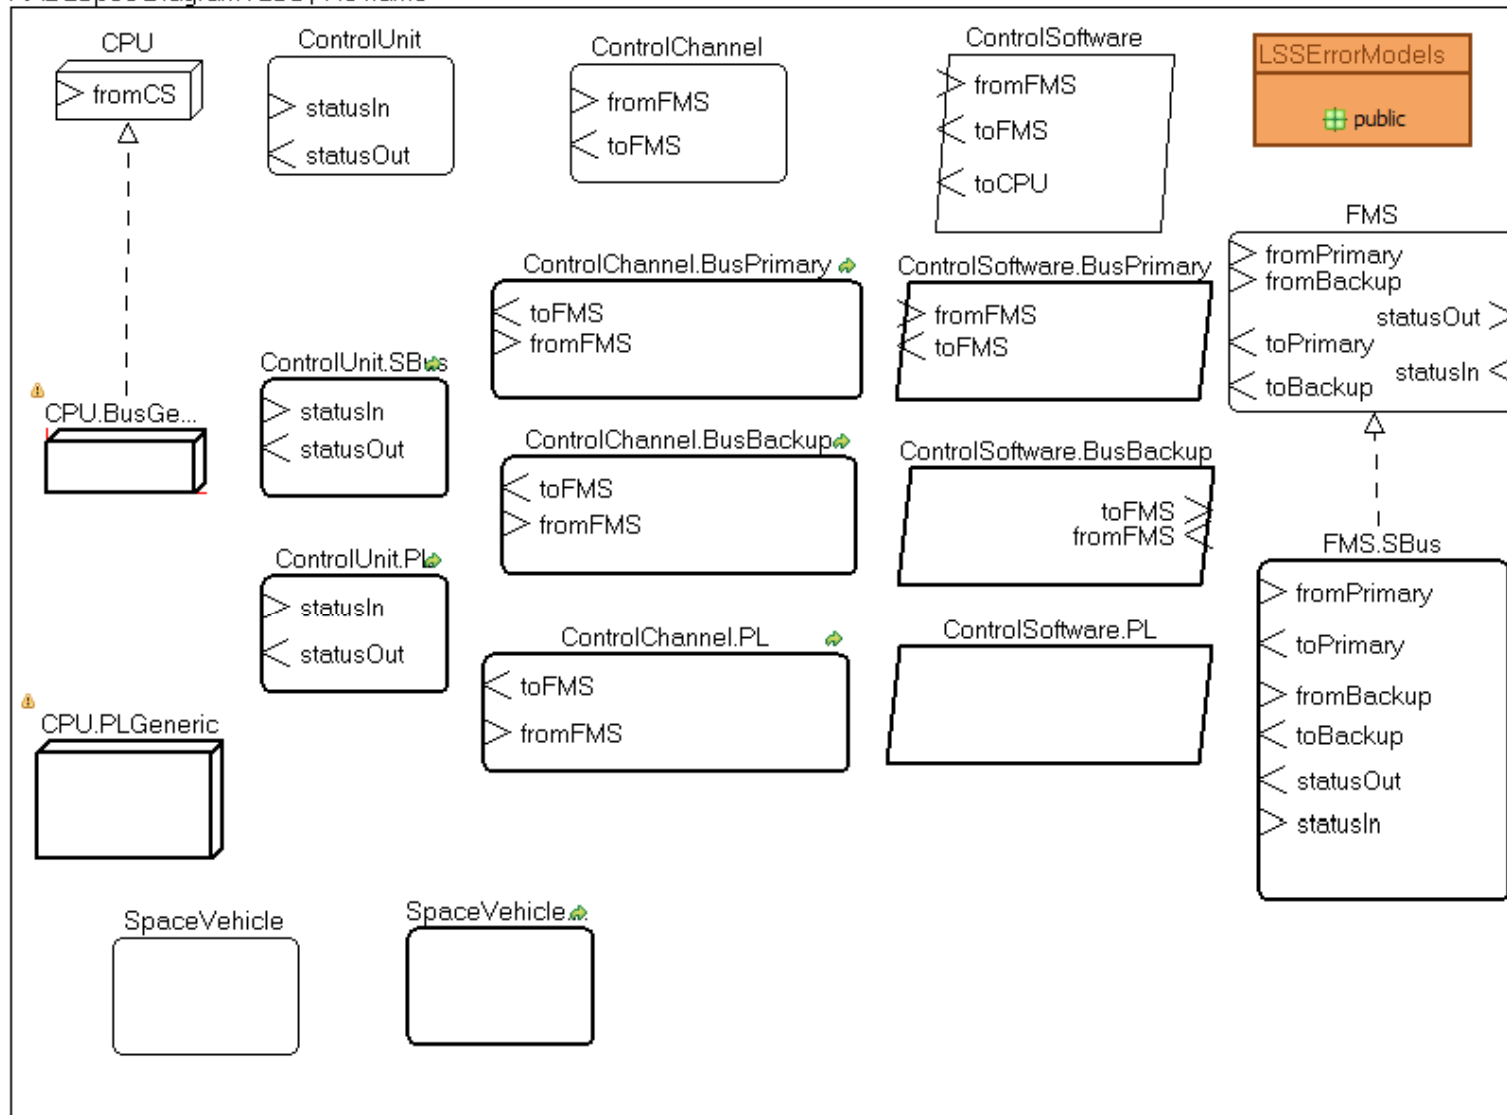 CPU
fromCS
ControlUnit
statusIn
statusOut
ControlChannel
fromFMS
toFMS
ControlSoftware
fromFMS
toFMS
toCPU
LSSErrorModels
public
FMS
fromPrimary
fromBackup
statusOut
toPrimary
statusIn
toBackup
ControlChannel.BusPrimary
toFMS
fromFMS
ControlSoftware.BusPrimary
fromFMS
toFMS
CPU.BusGe...
ControlUnit.SBus
statusIn
statusOut
ControlChannel.BusBackup
toFMS
fromFMS
ControlSoftware.BusBackup
toFMS
fromFMS
FMS.SBus
fromPrimary
toPrimary
fromBackup
toBackup
statusOut
statusIn
ControlUnit.PL
statusIn
statusOut
ControlChannel.PL
toFMS
fromFMS
ControlSoftware.PL
CPU.PLGeneric
SpaceVehicle
SpaceVehicle